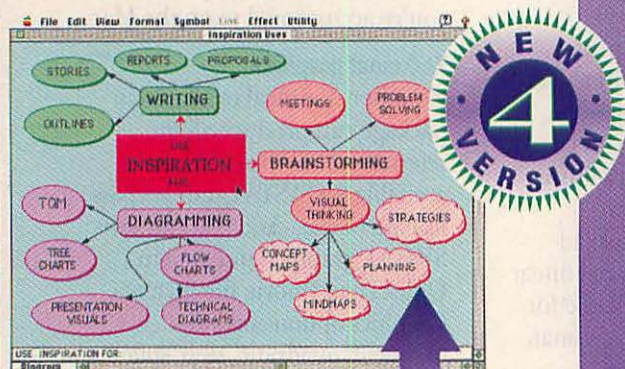 File Edit View Format Symbol Link Effect Utility
Inspiration Uses
NEW
4
VERSION
REPORTS
PROPOSALS
STORIES
WRITING
OUTLINES
MEETINGS
PROBLEM
SOLVING
USE
INSPIRATION
FOR:
BRAINSTORMING
TQM
DIAGRAMMING
VISUAL
THINKING
STRATEGIES
TREE
CHARTS
FLOW
CHARTS
CONCEPT
MAPS
PLANNING
PRESENTATION
VISUALS
TECHNICAL
DIAGRAMS
MINDMAPS
USE INSPIRATION FOR:
Diagram